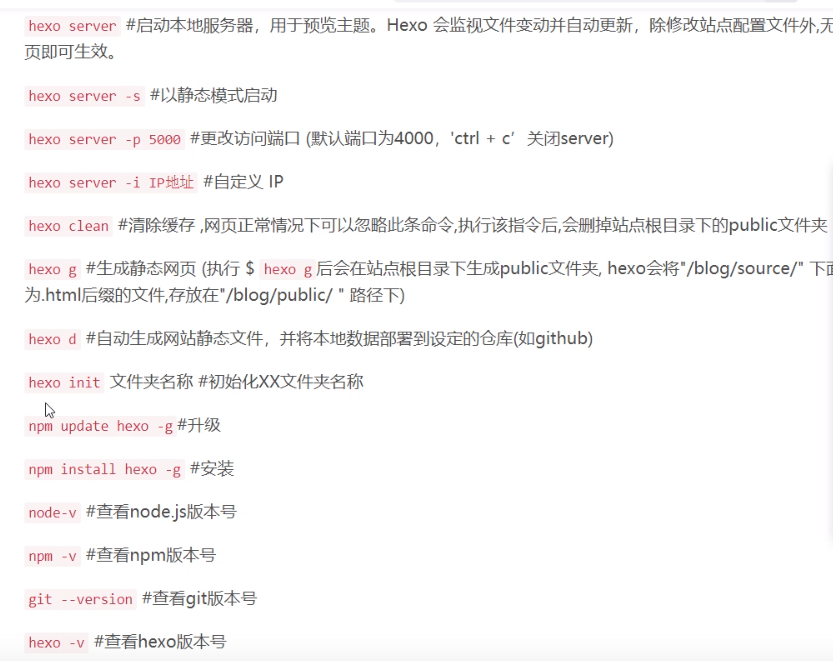 hexo server #启动本地服务器，用于预览主题。Hexo 会监视文件变动并自动更新，除修改站点配置文件外,无
页即可生效。
hexo server -s #以静态模式启动
hexo server -p 5000 #更改访问端口 (默认端口为4000，'ctrl + c’ 关闭server)
hexo server -i IP地址 #自定义 IP
hexo clean #清除缓存 ,网页正常情况下可以忽略此条命令,执行该指令后,会删掉站点根目录下的public文件夹
hexo g #生成静态网页 (执行 $ hexo g后会在站点根目录下生成public文件夹, hexo会将"/blog/source/" 下面
为.html后缀的文件,存放在"/blog/public/ " 路径下)
hexo d #自动生成网站静态文件，并将本地数据部署到设定的仓库(如github)
hexo init 文件夹名称 #初始化XX文件夹名称
npm update hexo -g #升级
npm install hexo -g #安装
node-v #查看node.js版本号
npm -v #查看npm版本号
git --version #查看git版本号
hexo -v #查看hexo版本号